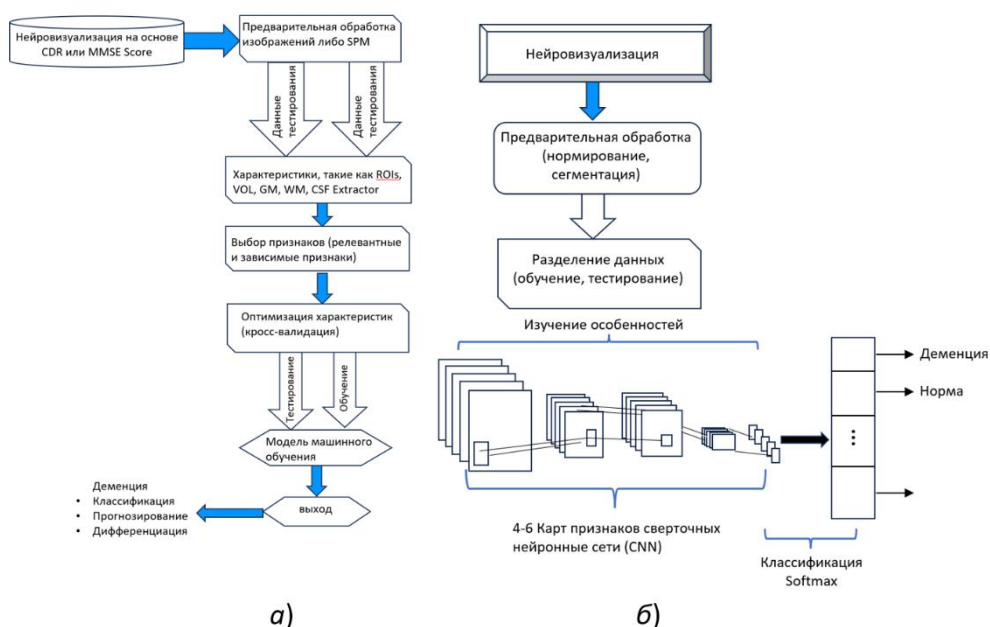 Нейровизуализация на основе
CDR или MMSE Score
Предварительная обработка
изображений либо SPM
Данные
тестирования
Данные
тестирования
Характеристики, такие как ROIs,
VOL, GM, WM, CSF Extractor
Выбор признаков (релевантные
и зависимые признаки)
Оптимизация характеристик
(кросс-валидация)
Тестирование
Обучение
Модель машинного
обучения
выход
Деменция
• Классификация
• Прогнозирование
• Дифференциация
а)
Нейровизуализация
Предварительная обработка
(нормирование,
сегментация)
Разделение данных
(обучение, тестирование)
Изучение особенностей
Деменция
Норма
...
4-6 Карт признаков сверточных
нейронные сети (CNN)
Классификация
Softmax
б)